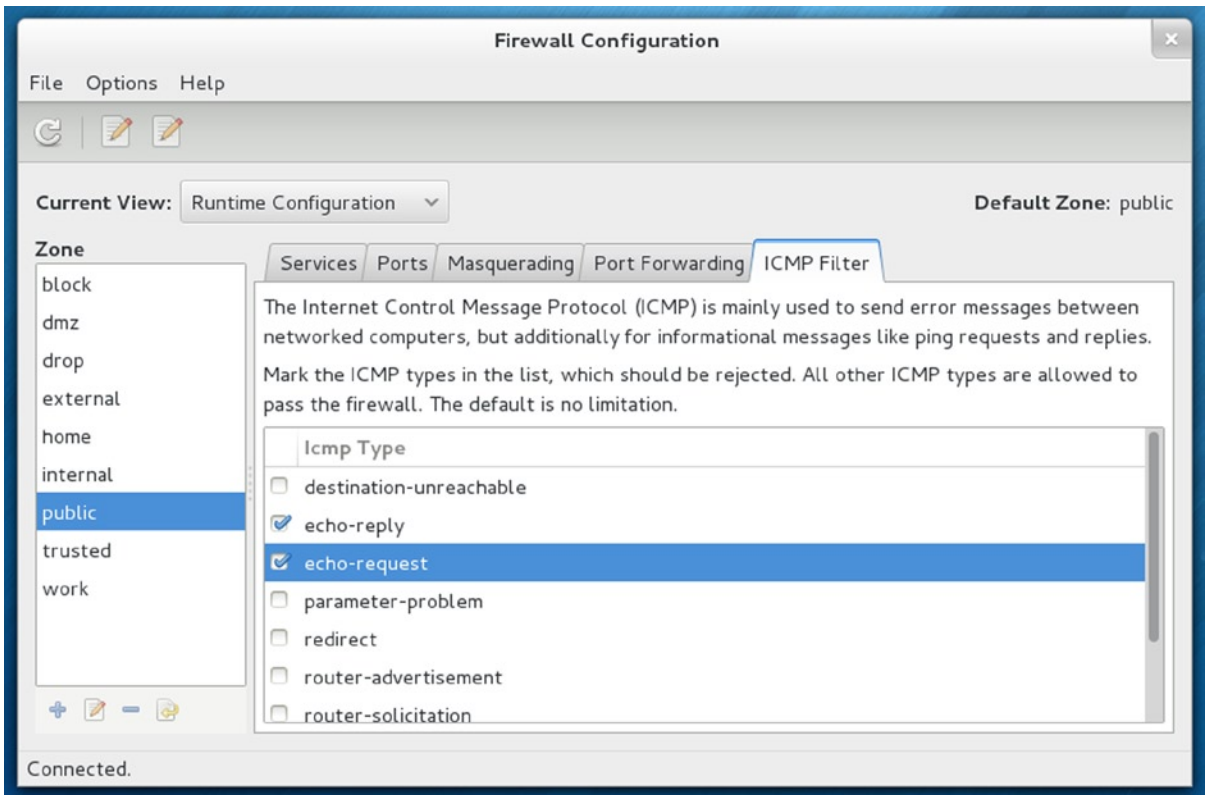 Firewall Configuration
File Options Help
Current View: Runtime Configuration
Default Zone: public
Zone
block
dmz
drop
external
home
internal
public
trusted
work
Services Ports Masquerading Port Forwarding ICMP Filter
The Internet Control Message Protocol (ICMP) is mainly used to send error messages between
networked computers, but additionally for informational messages like ping requests and replies.
Mark the ICMP types in the list, which should be rejected. All other ICMP types are allowed to
pass the firewall. The default is no limitation.
Icmp Type
destination-unreachable
echo-reply
echo-request
parameter-problem
redirect
router-advertisement
router-solicitation
Connected.